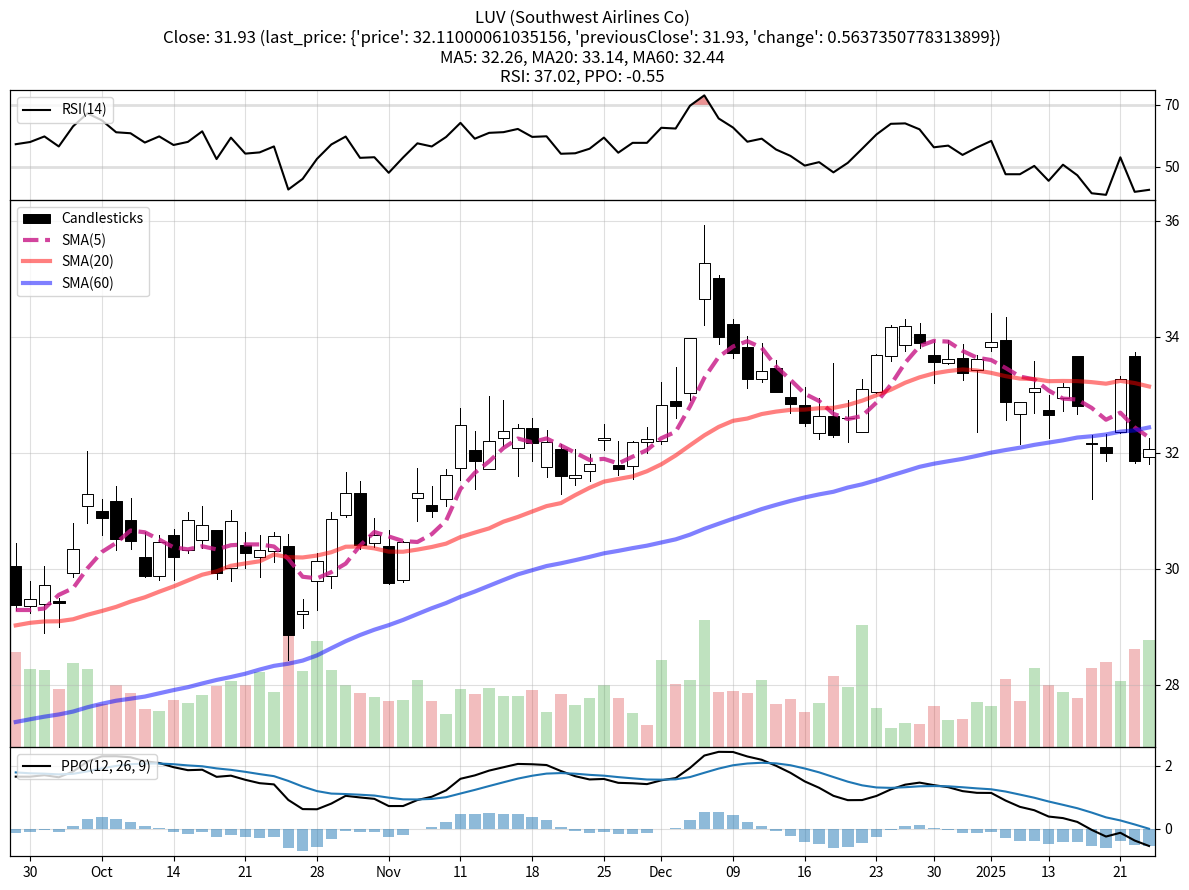 LUV (Southwest Airlines Co)
Close: 31.93 (last_price: {'price': 32.11000061035156, 'previousClose': 31.93, 'change': 0.5637350778313899})
MA5: 32.26, MA20: 33.14, MA60: 32.44
RSI: 37.02, PPO: -0.55
RSI(14)
70
50
Candlesticks
SMA(5)
SMA(20)
SMA(60)
36
34
32
30
28
PPO(12, 26, 9)
2
0
30 Oct 14 21 28 Nov 11 18 25 Dec 09 16 23 30 2025 13 21